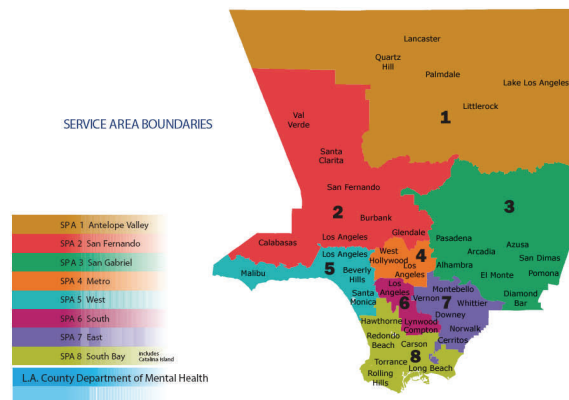 Lancaster
Quartz
Hill
Palmdale
Lake Los Angeles
Littlerock
1
SERVICE AREA BOUNDARIES
Val
Verde
Santa
Clarita
San Fernando
2
Burbank
Glendale
Los Angeles
Calabasas
3
Pasadena
Azusa
Arcadia
San Dimas
Alhambra
El Monte
Pomona
Diamond
Bar
West
Hollywood
4
Los
Angeles
Los Angeles
5
Beverly
Hills
Malibu
Santa
Monica
Los
Angeles
6
Lynwood
Compton
Montebello
Vernon
7
Whittier
Downey
Norwalk
Cerritos
Hawthorne
Redondo
Beach
Carson
8
Torrance
Long Beach
Rolling
Hills
SPA 1 Antelope Valley
SPA 2 San Fernando
SPA 3 San Gabriel
SPA 4 Metro
SPA 5 West
SPA 6 South
SPA 7 East
SPA 8 South Bay
Includes
Catalina Island
L.A. County Department of Mental Health